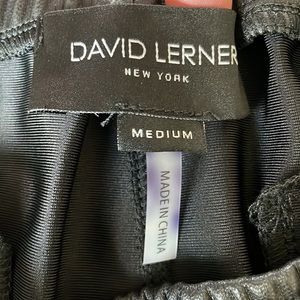 DAVID LERNER
NEW YORK
MEDIUM
MADE IN CHINA